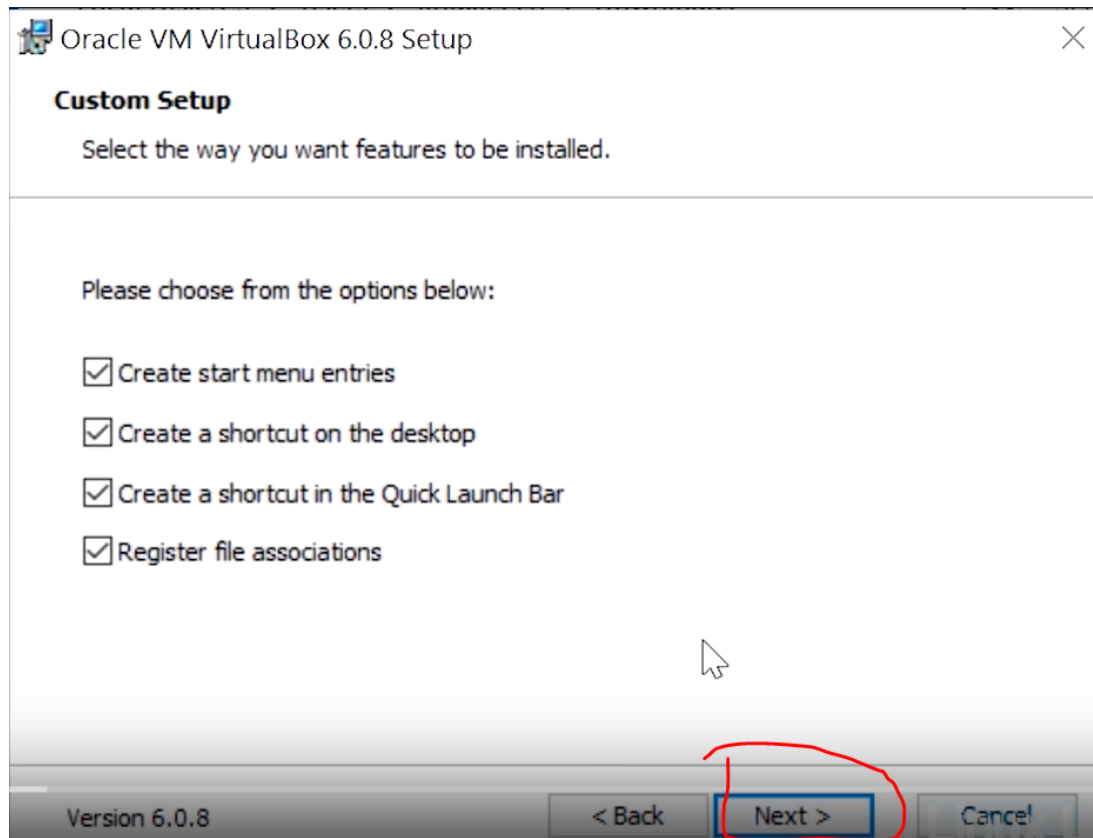 Oracle VM VirtualBox 6.0.8 Setup
Custom Setup
Select the way you want features to be installed.
Please choose from the options below:
Create start menu entries
Create a shortcut on the desktop
Create a shortcut in the Quick Launch Bar
Register file associations
Version 6.0.8
< Back
Next >
Cancel